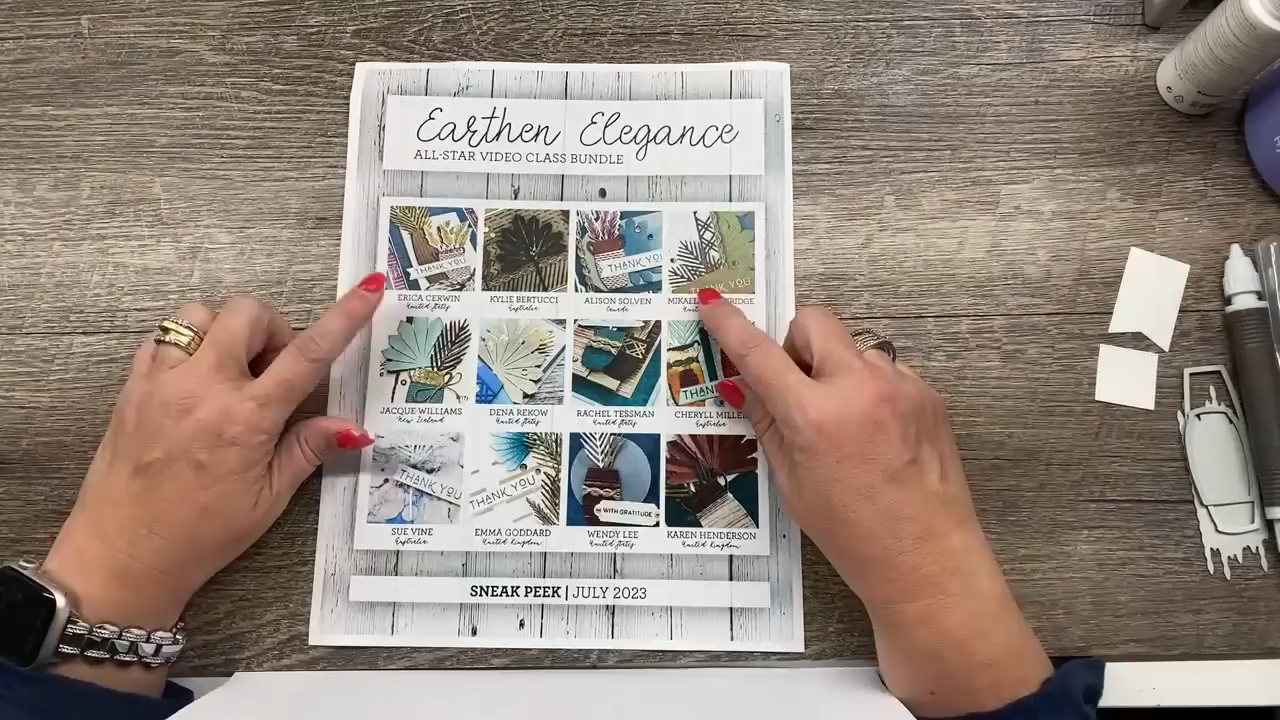 Earthen Elegance
ALL-STAR VIDEO CLASS BUNDLE
THANK YOU
THANK YOU
THANK YOU
ERICA CERWIN
KYLIE BERTUCCI
ALISON SOLVEN
United States
Australia
Canada
JACQUE WILLIAMS
DENA REKOW
RACHEL TESSMAN
New Zealand
United States
United States
Australia
THANK YOU
THANK YOU
WITH GRATITUDE
SUE VINE
EMMA GODDARD
WENDY LEE
KAREN HENDERSON
Australia
United Kingdom
United States
United Kingdom
SNEAK PEEK | JULY 2023